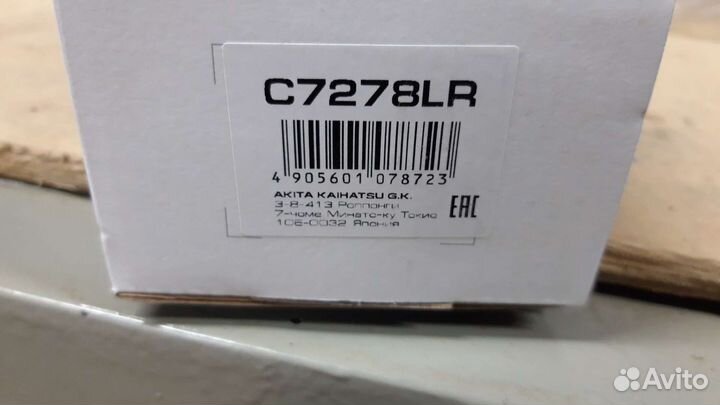 C7278LR
4 905601 078723
AKITA KAIHATSU G.K.
3-8-413 Роппонги
7-чоме Минато-ку Токио
106-0032 Япония
EAC
Avito